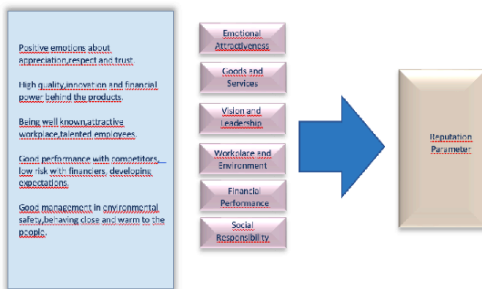 Positive emotions about
appreciation,respect and trust.
High quality,innovation and financial
power behind the products.
Being well known,attractive
workplace,talented employees.
Good performance with competitors,
low risk with financiers, developing
expectations.
Good management in environmental
safety,behaving close and warm to the
people.
Emotional
Attractiveness
Goods and
Services
Vision and
Leadership
Workplace and
Environment
Financial
Performance
Social
Responsibility
Reputation
Parameter